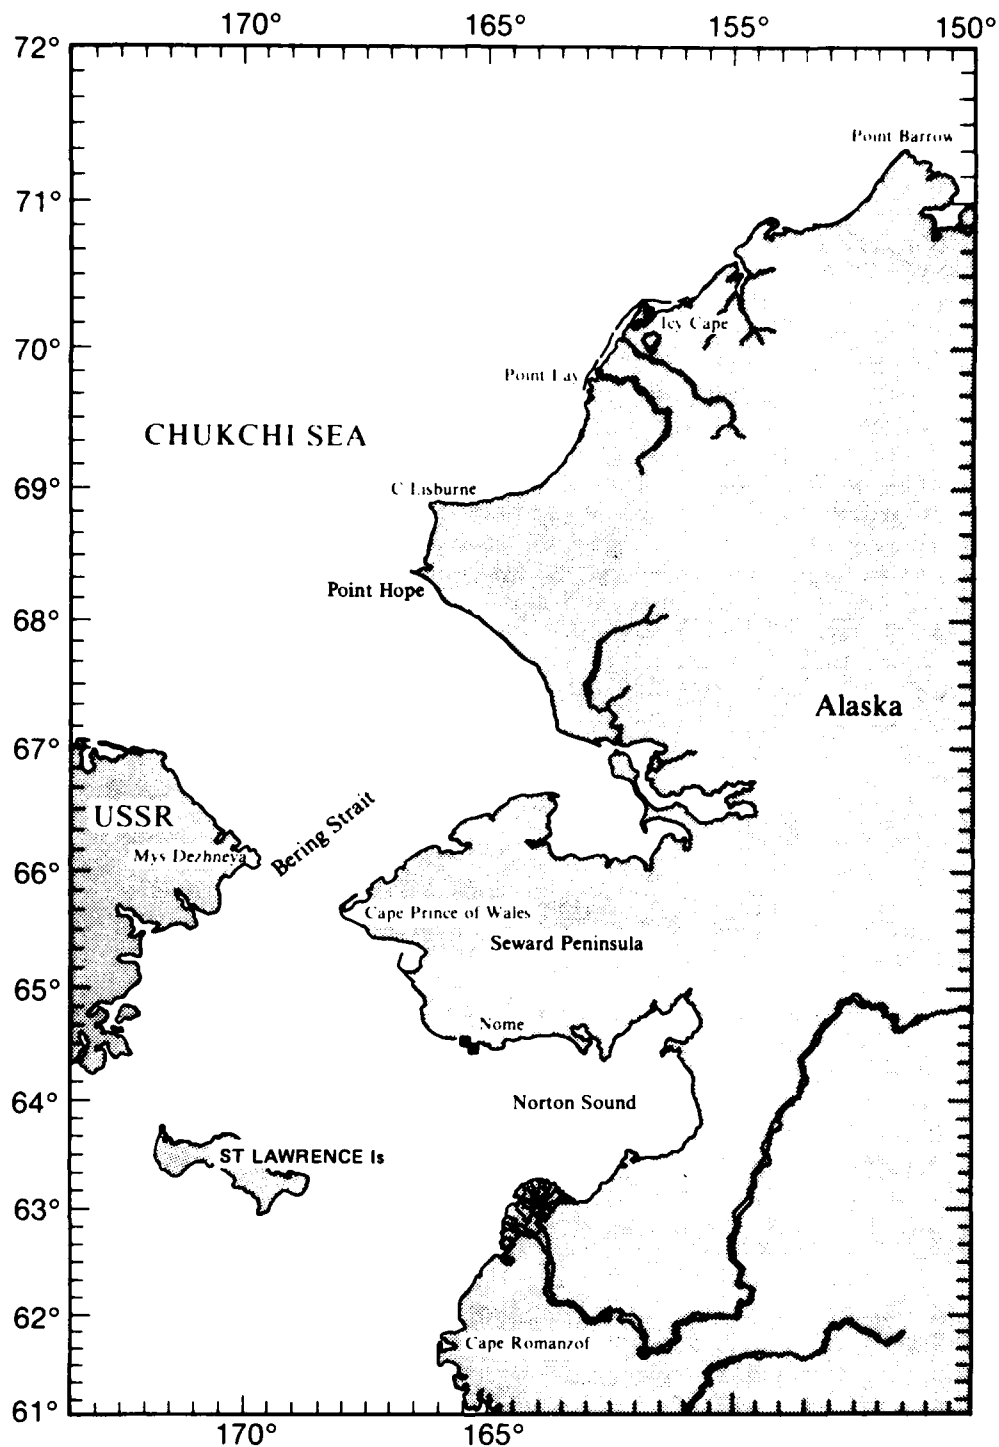 170° 165° 155° 150°
72°
Point Barrow
71°
Icy Cape
70°
Point Lay
CHUKCHI SEA
69°
C Lisburne
Point Hope
68°
Alaska
67°
USSR
Bering Strait
Mys Dezhneva
66°
Cape Prince of Wales
Seward Peninsula
65°
Nome
64°
Norton Sound
ST LAWRENCE Is
63°
62°
Cape Romanzof
61°
170° 165°